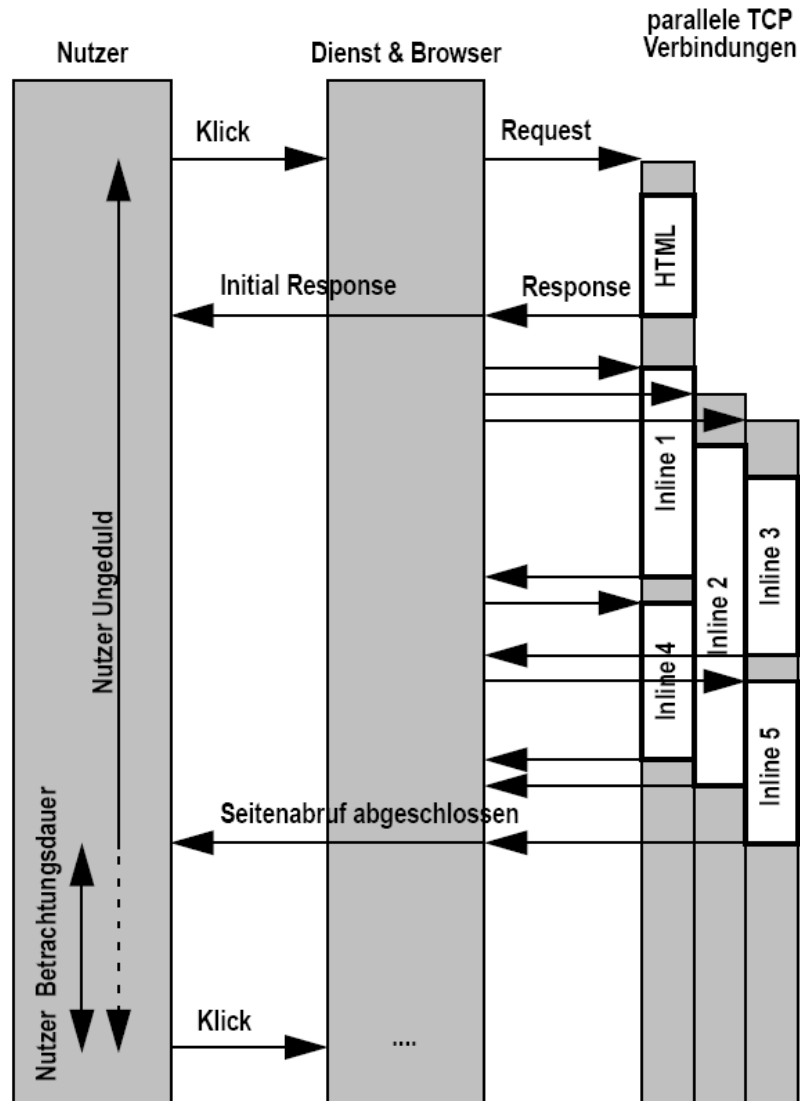 parallele TCP
Verbindungen
Nutzer
Dienst & Browser
Klick
Request
HTML
Initial Response
Response
Inline 1
Inline 2
Inline 3
Nutzer Ungeduld
Inline 4
Inline 5
Seitenabruf abgeschlossen
Nutzer Betrachtungsdauer
Klick
....